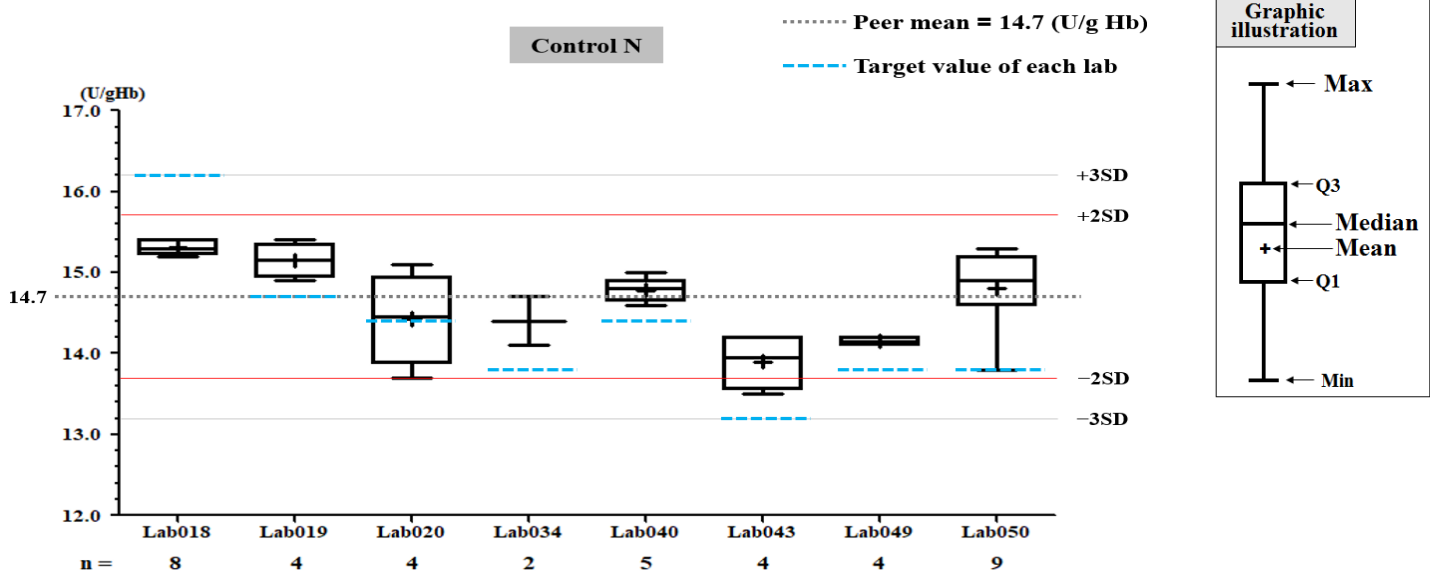 Peer mean = 14.7 (U/g Hb)
Control N
Target value of each lab
(U/gHb)
17.0
16.0
15.0
14.7
14.0
13.0
12.0
+3SD
+2SD
−2SD
−3SD
Lab018 Lab019 Lab020 Lab034 Lab040 Lab043 Lab049 Lab050
n = 8 4 4 2 5 4 4 9
Graphic
illustration
Max
Q3
Median
Mean
Q1
Min